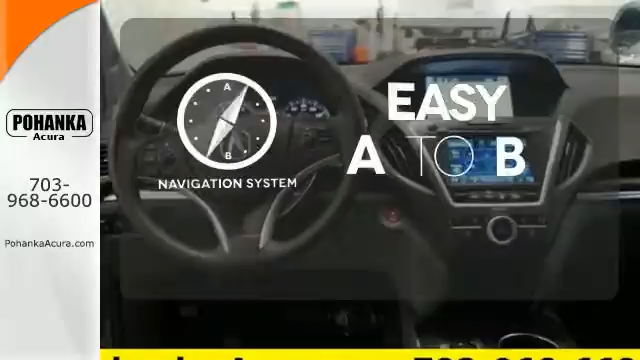 POHANKA
Acura
703-
968-6600
PohankaAcura.com
A
B
NAVIGATION SYSTEM
EASY
A TO B